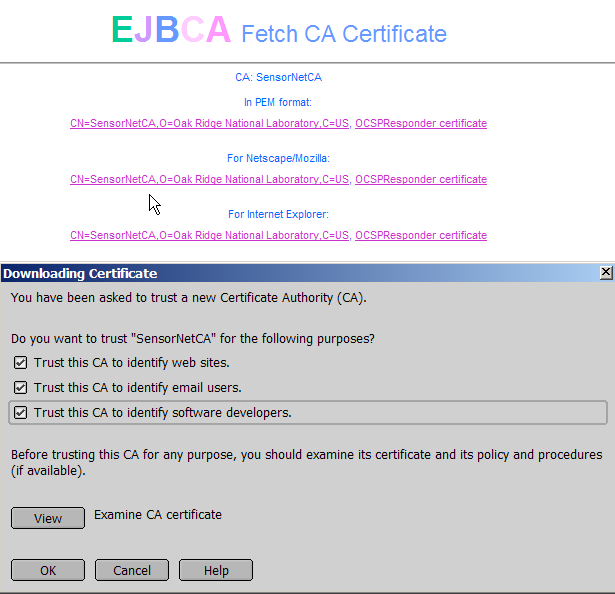 EJBCA Fetch CA Certificate
CA: SensorNetCA
In PEM format:
CN=SensorNetCA,O=Oak Ridge National Laboratory,C=US, OCSPResponder certificate
For Netscape/Mozilla:
CN=SensorNetCA,O=Oak Ridge National Laboratory,C=US, OCSPResponder certificate
For Internet Explorer:
CN=SensorNetCA,O=Oak Ridge National Laboratory,C=US, OCSPResponder certificate
Downloading Certificate
You have been asked to trust a new Certificate Authority (CA).
Do you want to trust "SensorNetCA" for the following purposes?
Trust this CA to identify web sites.
Trust this CA to identify email users.
Trust this CA to identify software developers.
Before trusting this CA for any purpose, you should examine its certificate and its policy and procedures
(if available).
View Examine CA certificate
OK Cancel Help